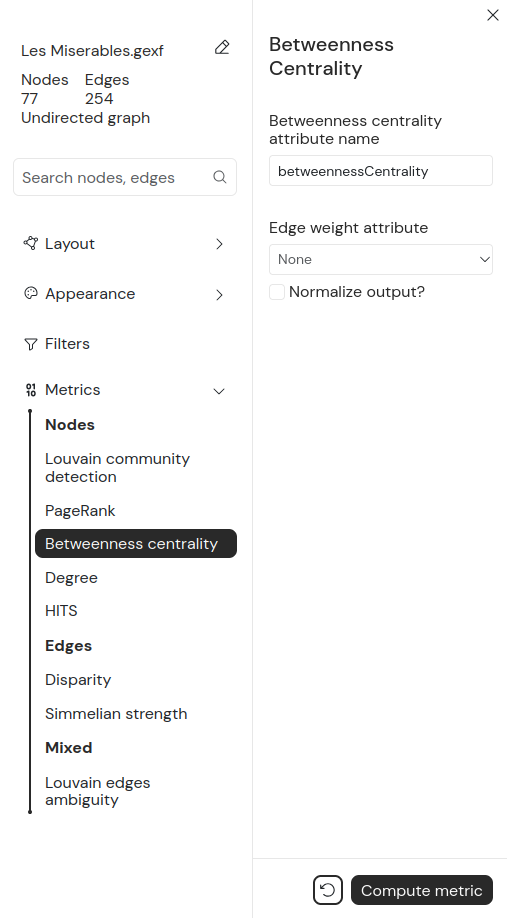 Les Miserables.gexf
Nodes Edges
77 254
Undirected graph
Search nodes, edges
Layout
Appearance
Filters
Metrics
Nodes
Louvain community
detection
PageRank
Betweenness centrality
Degree
HITS
Edges
Disparity
Simmelian strength
Mixed
Louvain edges
ambiguity
Betweenness
Centrality
Betweenness centrality
attribute name
betweennessCentrality
Edge weight attribute
None
Normalize output?
Compute metric